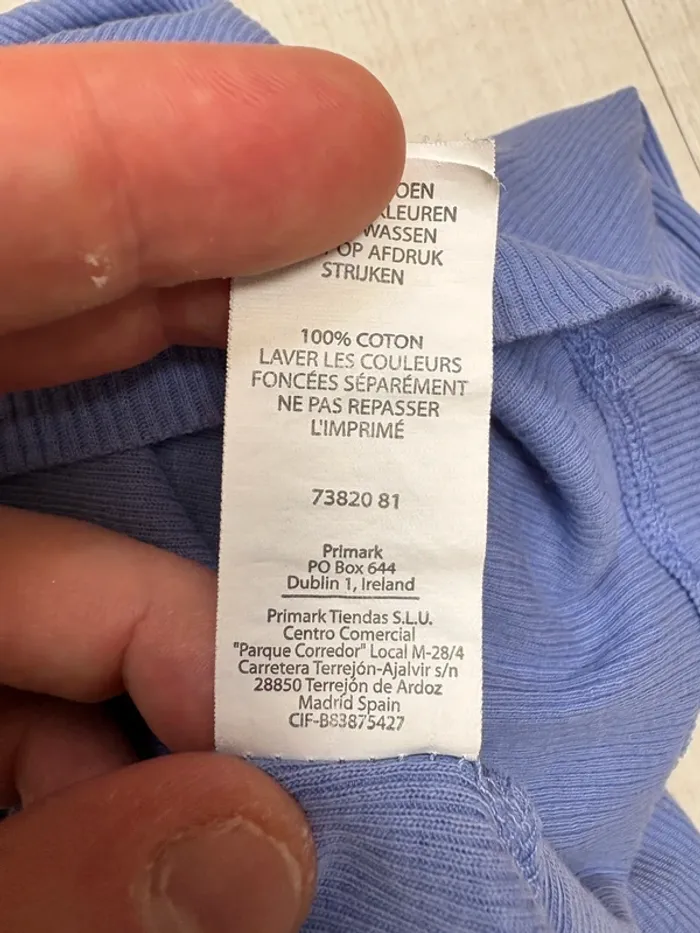 STRIJKEN
OP AFDRUK
WASSEN
100% COTON
LAVER LES COULEURS
FONCÉES SÉPARÉMENT
NE PAS REPASSER
L'IMPRIMÉ
73820 81
Primark
PO Box 644
Dublin 1, Ireland
Primark Tiendas S.L.U.
Centro Comercial
"Parque Corredor" Local M-28/4
Carretera Terrejón-Ajalvir s/n
28850 Terrejón de Ardoz
Madrid Spain
CIF-B83875427